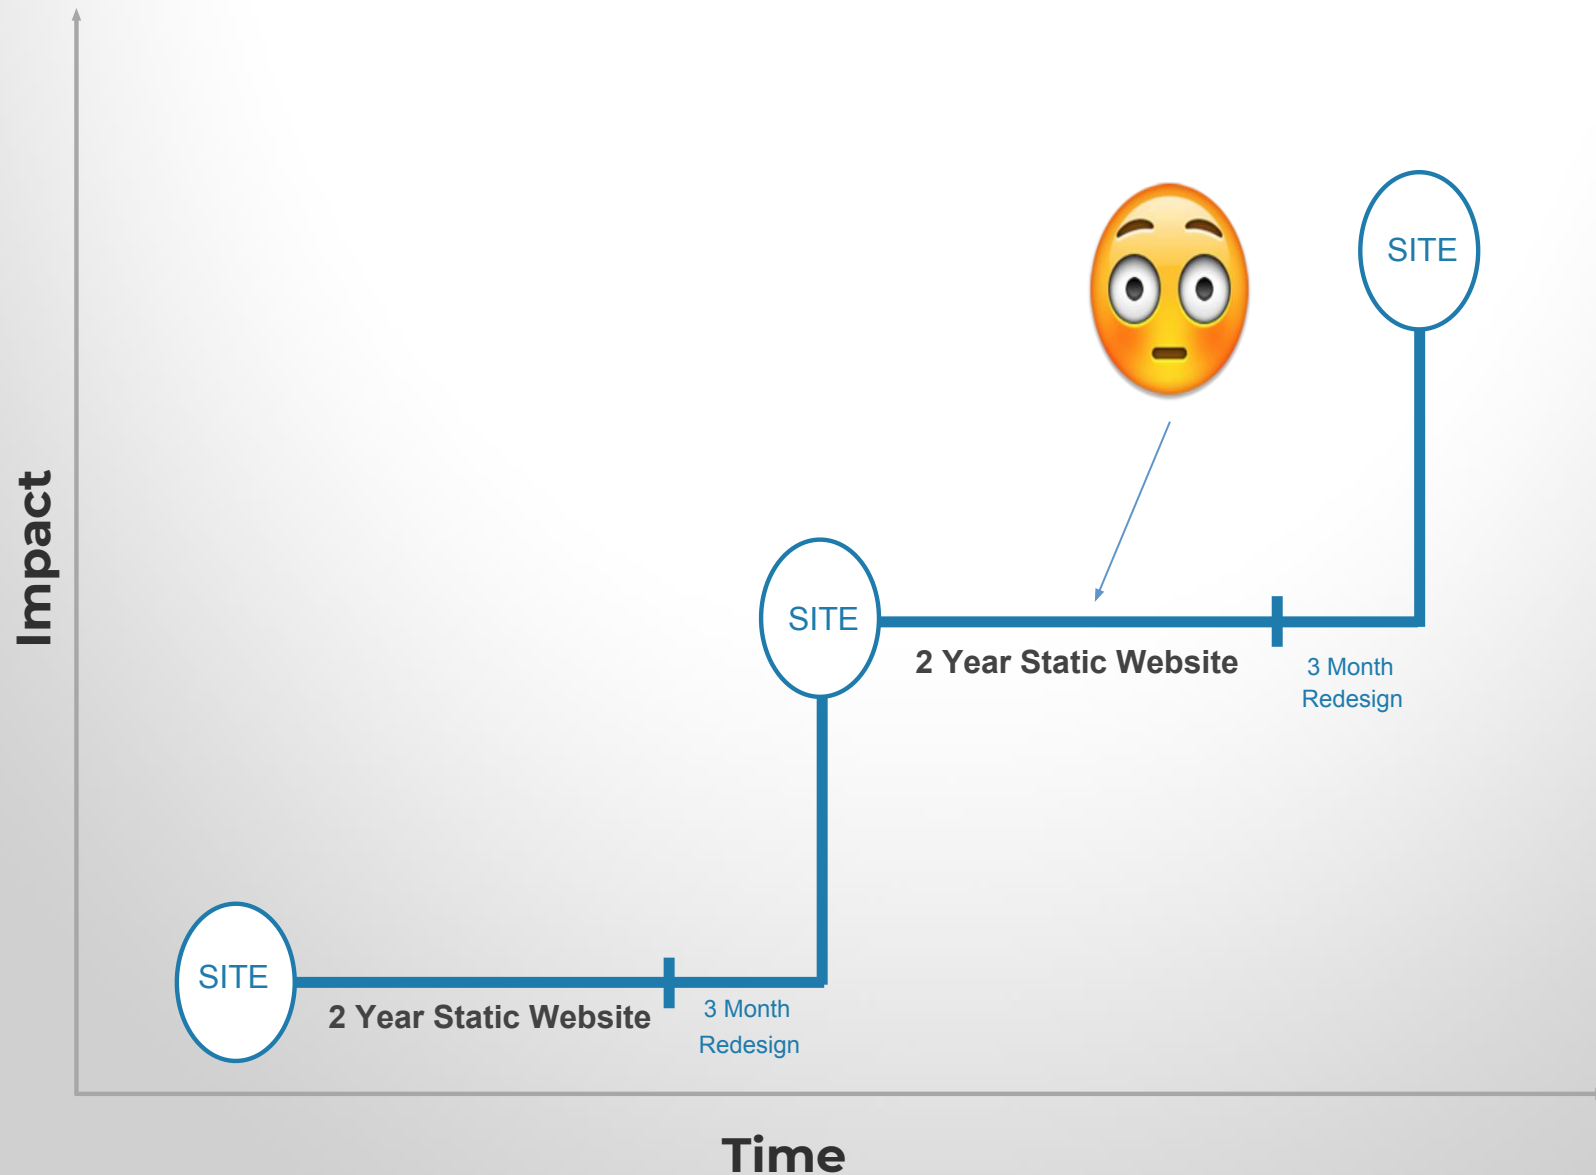 Impact
SITE
SITE
2 Year Static Website
3 Month
Redesign
SITE
2 Year Static Website
3 Month
Redesign
Time